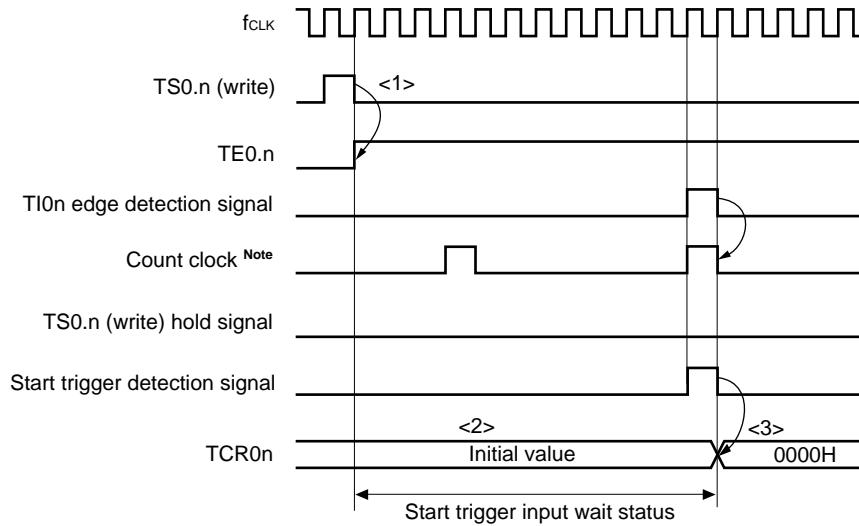 fCLK
TS0.n (write)
<1>
TE0.n
TI0n edge detection signal
Count clock Note
TS0.n (write) hold signal
Start trigger detection signal
<2>
<3>
TCR0n
Initial value
0000H
Start trigger input wait status